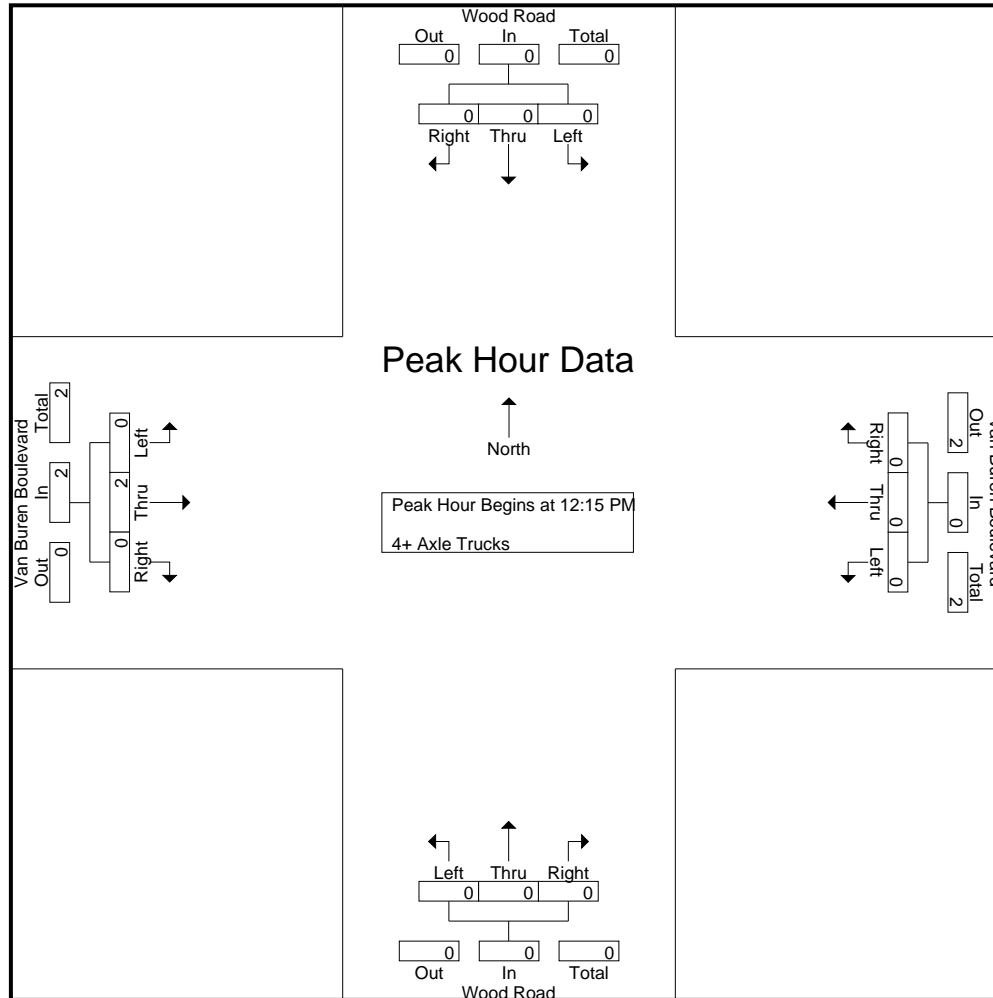 Wood Road
Out In Total
0 0 0
0 0 0
Right Thru Left
Peak Hour Data
North
Peak Hour Begins at 12:15 PM
4+ Axle Trucks
Van Buren Boulevard
Out In Total
0 2 2
Left Thru Right
0 2 0
Right Thru Left
0 0 0
Out In Total
2 0 2
Van Buren Boulevard
Left Thru Right
0 0 0
0 0 0
Out In Total
Wood Road